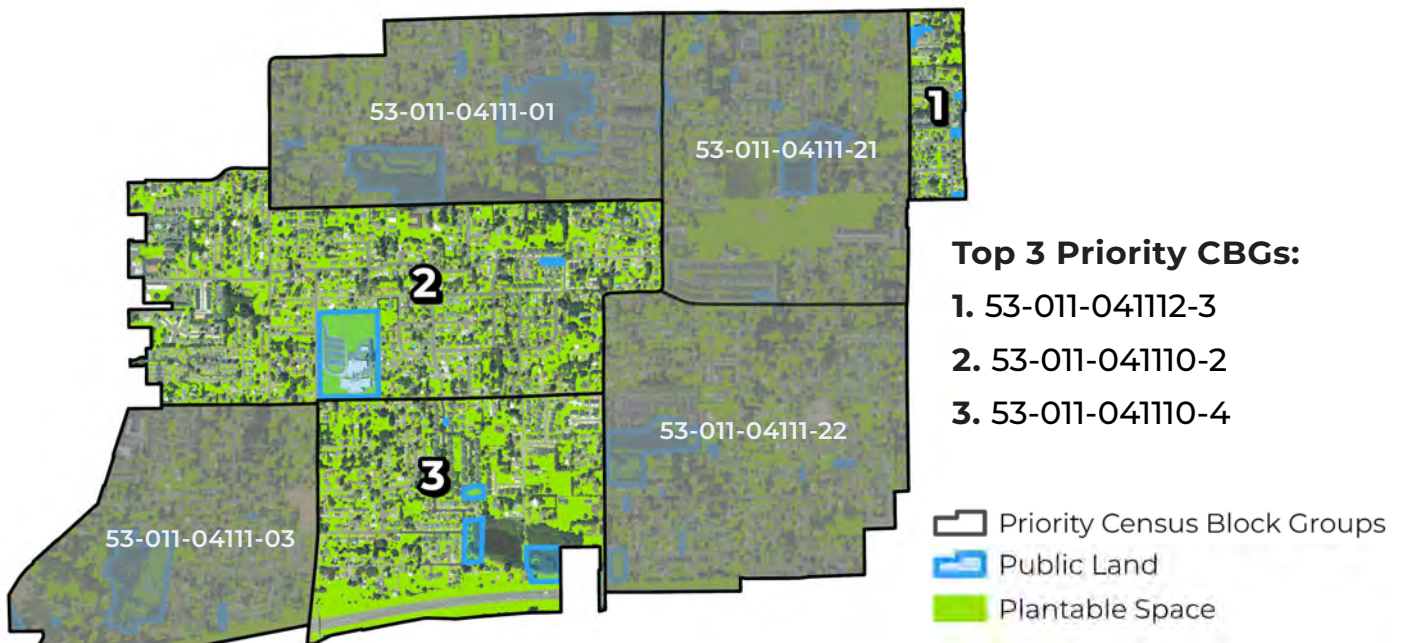 53-011-04111-01
53-011-04111-21
1
2
53-011-04111-22
3
53-011-04111-03
Top 3 Priority CBGs:
1. 53-011-041112-3
2. 53-011-041110-2
3. 53-011-041110-4
Priority Census Block Groups
Public Land
Plantable Space